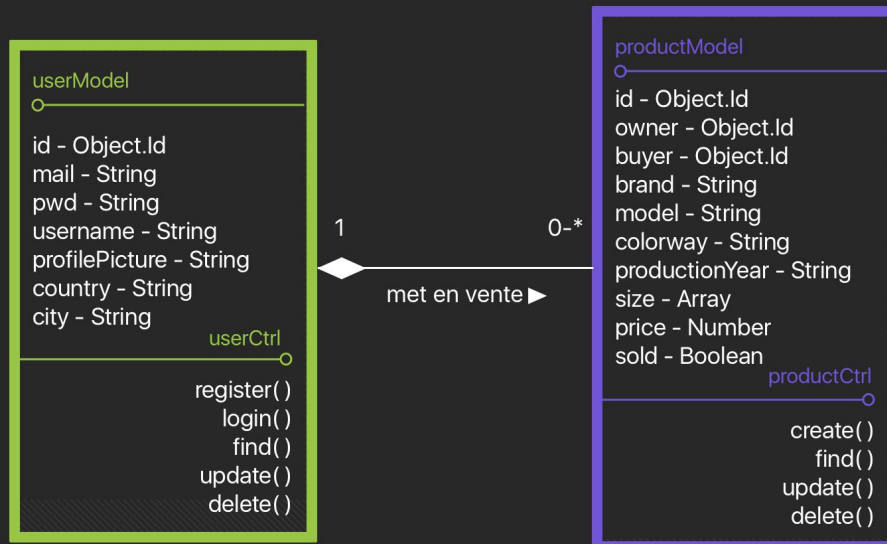 userModel
id - Object.Id
mail - String
pwd - String
username - String
profilePicture - String
country - String
city - String
userCtrl
register( )
login( )
find( )
update( )
delete( )
1
0-*
met en vente ▶
productModel
id - Object.Id
owner - Object.Id
buyer - Object.Id
brand - String
model - String
colorway - String
productionYear - String
size - Array
price - Number
sold - Boolean
productCtrl
create( )
find( )
update( )
delete( )